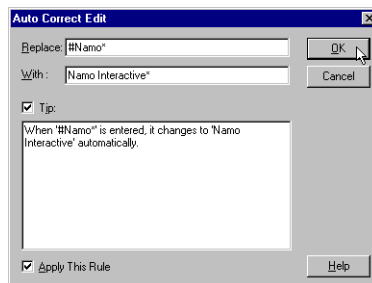 Auto Correct Edit
Replace: #Namo*
OK
With : Namo Interactive*
Cancel
Tip:
When '#Namo*' is entered, it changes to 'Namo
Interactive' automatically.
Apply This Rule
Help